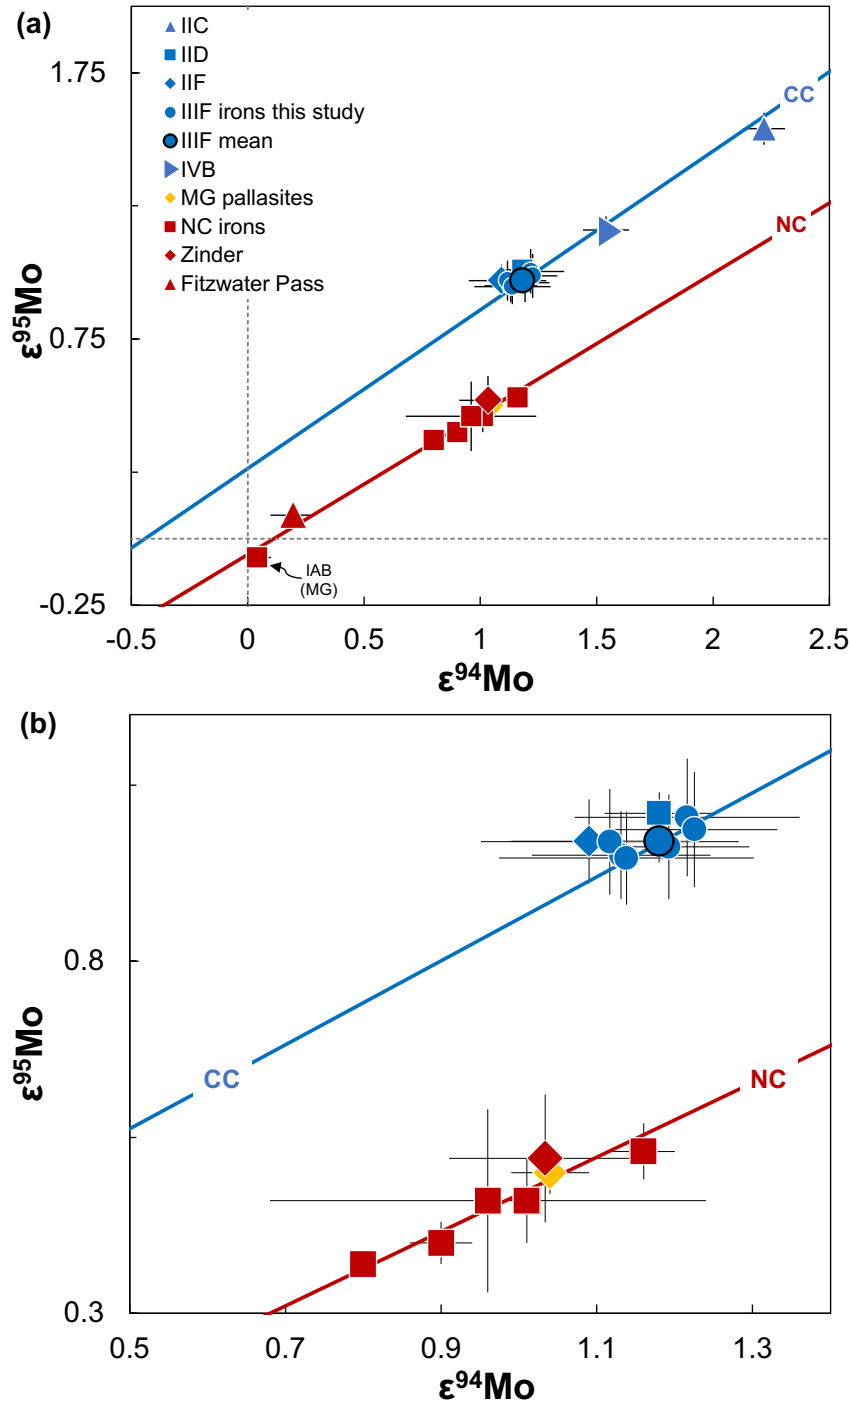 (a)
IIC
IID
IIF
IIIF irons this study
IIIF mean
IVB
MG pallasites
NC irons
Zinder
Fitzwater Pass
CC
NC
IAB
(MG)
1.75
0.75
-0.25
ε⁹⁵Mo
-0.5 0 0.5 1 1.5 2 2.5
ε⁹⁴Mo
(b)
CC
NC
0.8
0.3
ε⁹⁵Mo
0.5 0.7 0.9 1.1 1.3
ε⁹⁴Mo